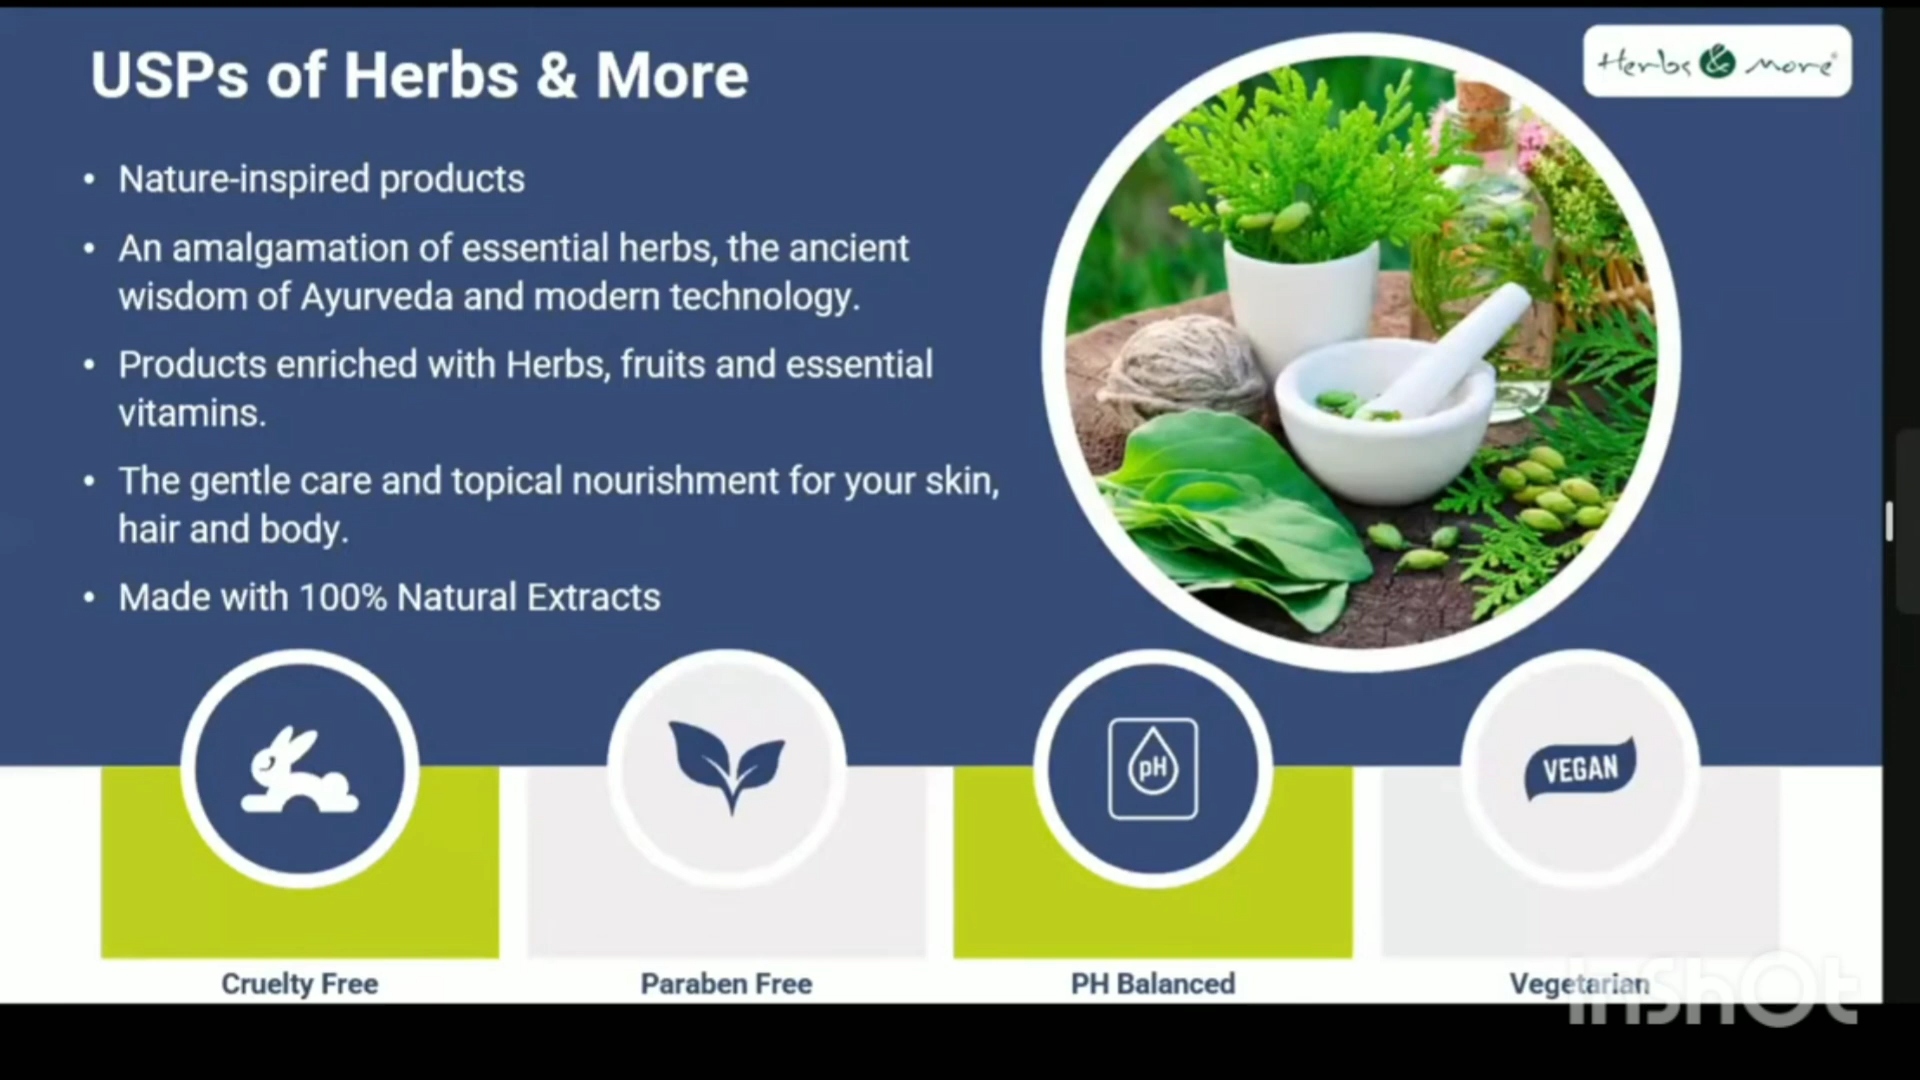 USPs of Herbs & More
Herbs & More®
• Nature-inspired products
• An amalgamation of essential herbs, the ancient
wisdom of Ayurveda and modern technology.
• Products enriched with Herbs, fruits and essential
vitamins.
• The gentle care and topical nourishment for your skin,
hair and body.
• Made with 100% Natural Extracts
pH
VEGAN
Cruelty Free
Paraben Free
PH Balanced
Vegetarian
InShOt